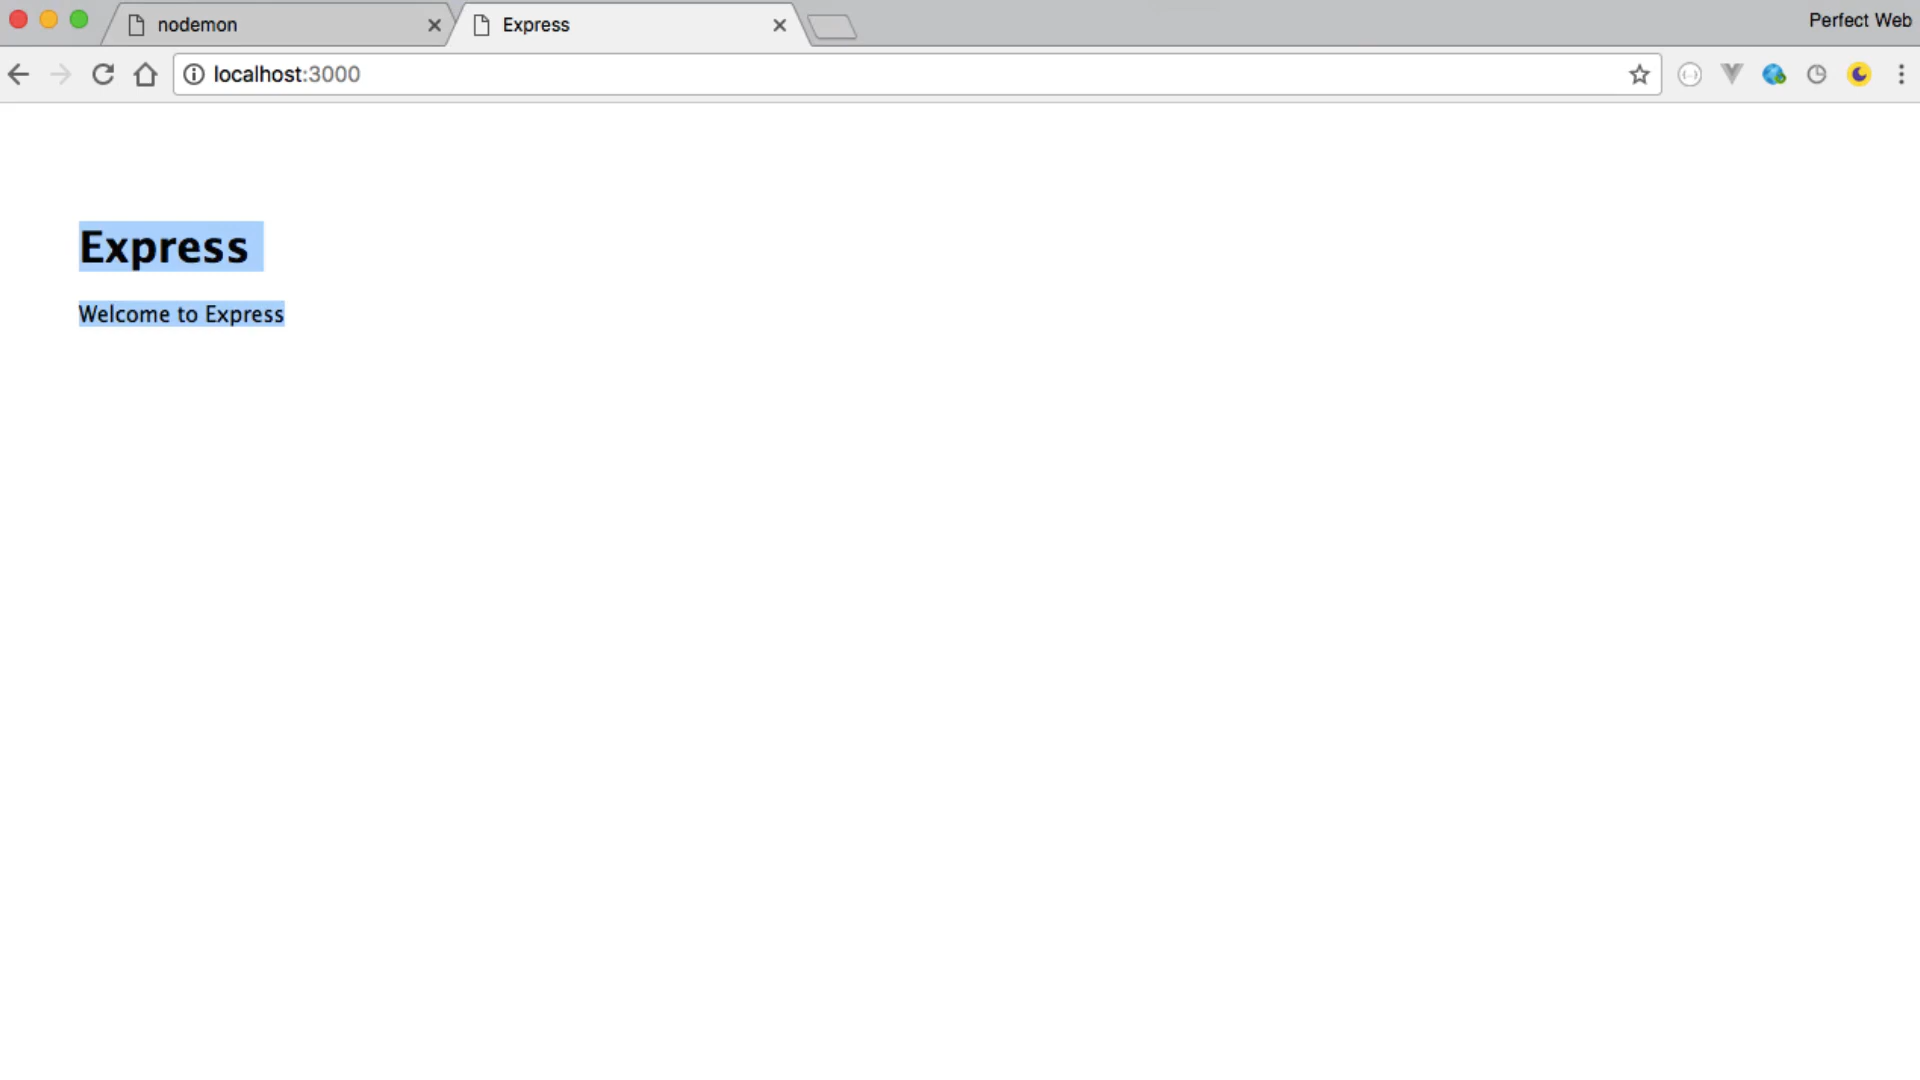 nodemon
Express
Perfect Web
localhost:3000
Express
Welcome to Express